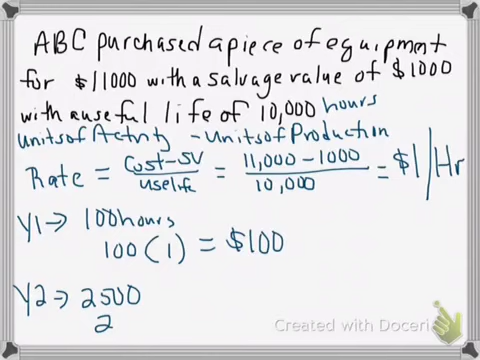 ABC purchased a piece of equipment
for $11000 with a salvage value of $1000
with a useful life of 10,000 hours
Units of Activity - Units of Production
Rate = Cost-SV / uselife = 11,000 - 1000 / 10,000 = $1/Hr
Y1 → 100 hours
100 (1) = $100
Y2 → 2500
2
Created with Doceri